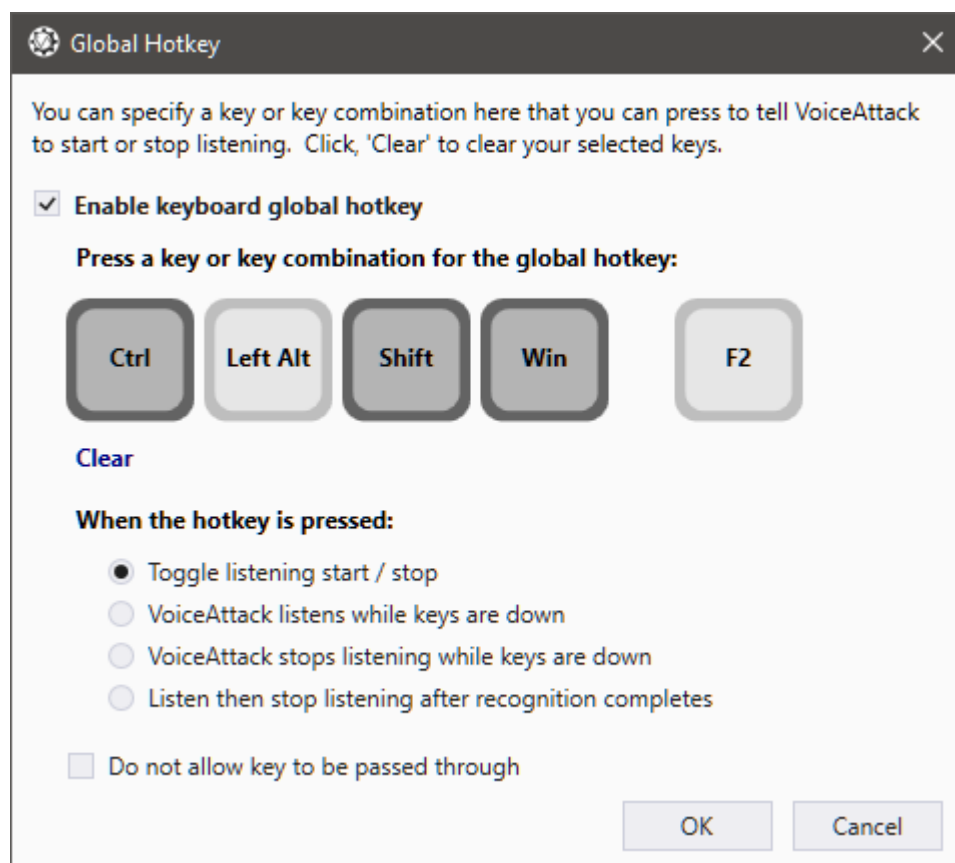 Global Hotkey
You can specify a key or key combination here that you can press to tell VoiceAttack
to start or stop listening.  Click, 'Clear' to clear your selected keys.
Enable keyboard global hotkey
Press a key or key combination for the global hotkey:
Ctrl Left Alt Shift Win F2
Clear
When the hotkey is pressed:
Toggle listening start / stop
VoiceAttack listens while keys are down
VoiceAttack stops listening while keys are down
Listen then stop listening after recognition completes
Do not allow key to be passed through
OK Cancel